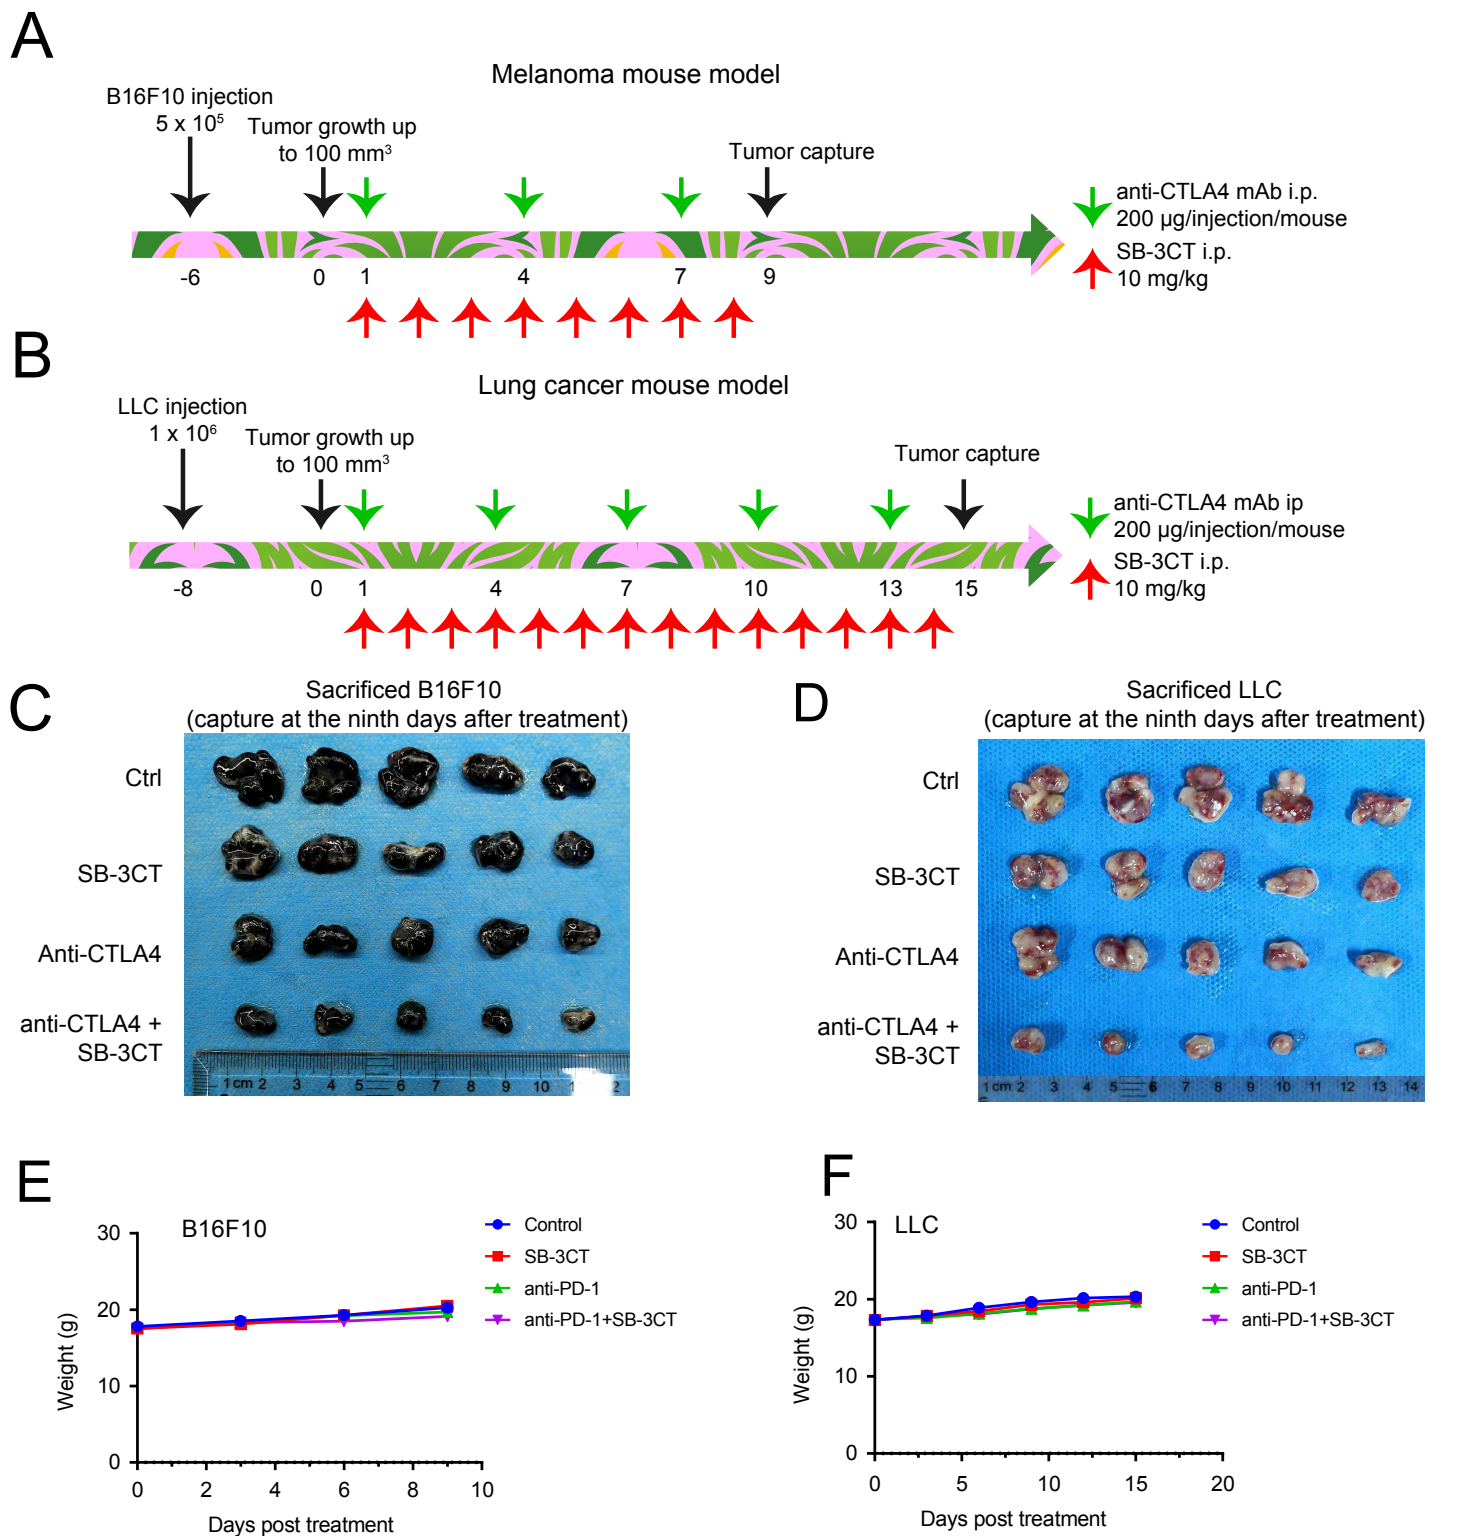 A
Melanoma mouse model
B16F10 injection
5 x 10⁵
Tumor growth up
to 100 mm³
Tumor capture
anti-CTLA4 mAb i.p.
200 µg/injection/mouse
SB-3CT i.p.
10 mg/kg
-6 0 1 4 7 9
B
Lung cancer mouse model
LLC injection
1 x 10⁶
Tumor growth up
to 100 mm³
Tumor capture
anti-CTLA4 mAb ip
200 µg/injection/mouse
SB-3CT i.p.
10 mg/kg
-8 0 1 4 7 10 13 15
C
Sacrificed B16F10
(capture at the ninth days after treatment)
Ctrl
SB-3CT
Anti-CTLA4
anti-CTLA4 +
SB-3CT
1 cm 2 3 4 5 6 7 8 9 10 1 2
D
Sacrificed LLC
(capture at the ninth days after treatment)
Ctrl
SB-3CT
Anti-CTLA4
anti-CTLA4 +
SB-3CT
1 cm 2 3 4 5 6 7 8 9 10 11 12 13 14
E
B16F10
Control
SB-3CT
anti-PD-1
anti-PD-1+SB-3CT
Weight (g)
30
20
10
0
0 2 4 6 8 10
Days post treatment
F
LLC
Control
SB-3CT
anti-PD-1
anti-PD-1+SB-3CT
Weight (g)
30
20
10
0
0 5 10 15 20
Days post treatment